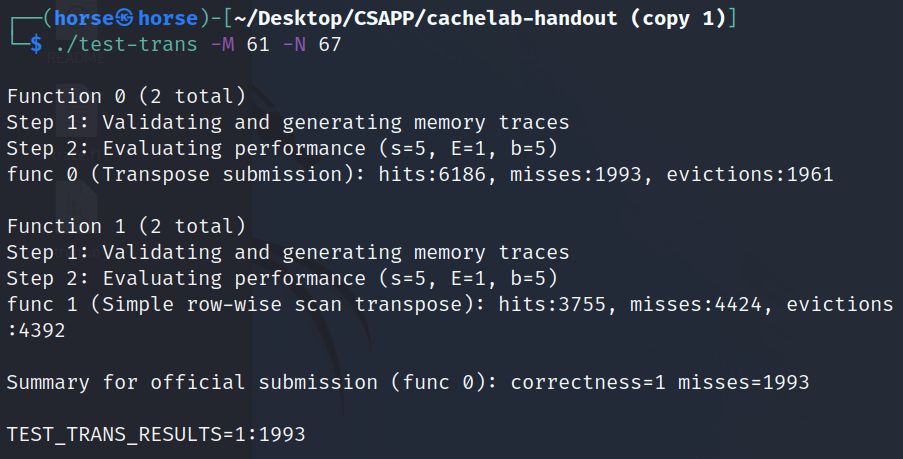 ┌──(horse㉿horse)-[~/Desktop/CSAPP/cachelab-handout (copy 1)]
└─$ ./test-trans -M 61 -N 67
README
Function 0 (2 total)
Step 1: Validating and generating memory traces
Step 2: Evaluating performance (s=5, E=1, b=5)
func 0 (Transpose submission): hits:6186, misses:1993, evictions:1961
Function 1 (2 total)
Step 1: Validating and generating memory traces
Step 2: Evaluating performance (s=5, E=1, b=5)
func 1 (Simple row-wise scan transpose): hits:3755, misses:4424, evictions
:4392
Summary for official submission (func 0): correctness=1 misses=1993
TEST_TRANS_RESULTS=1:1993